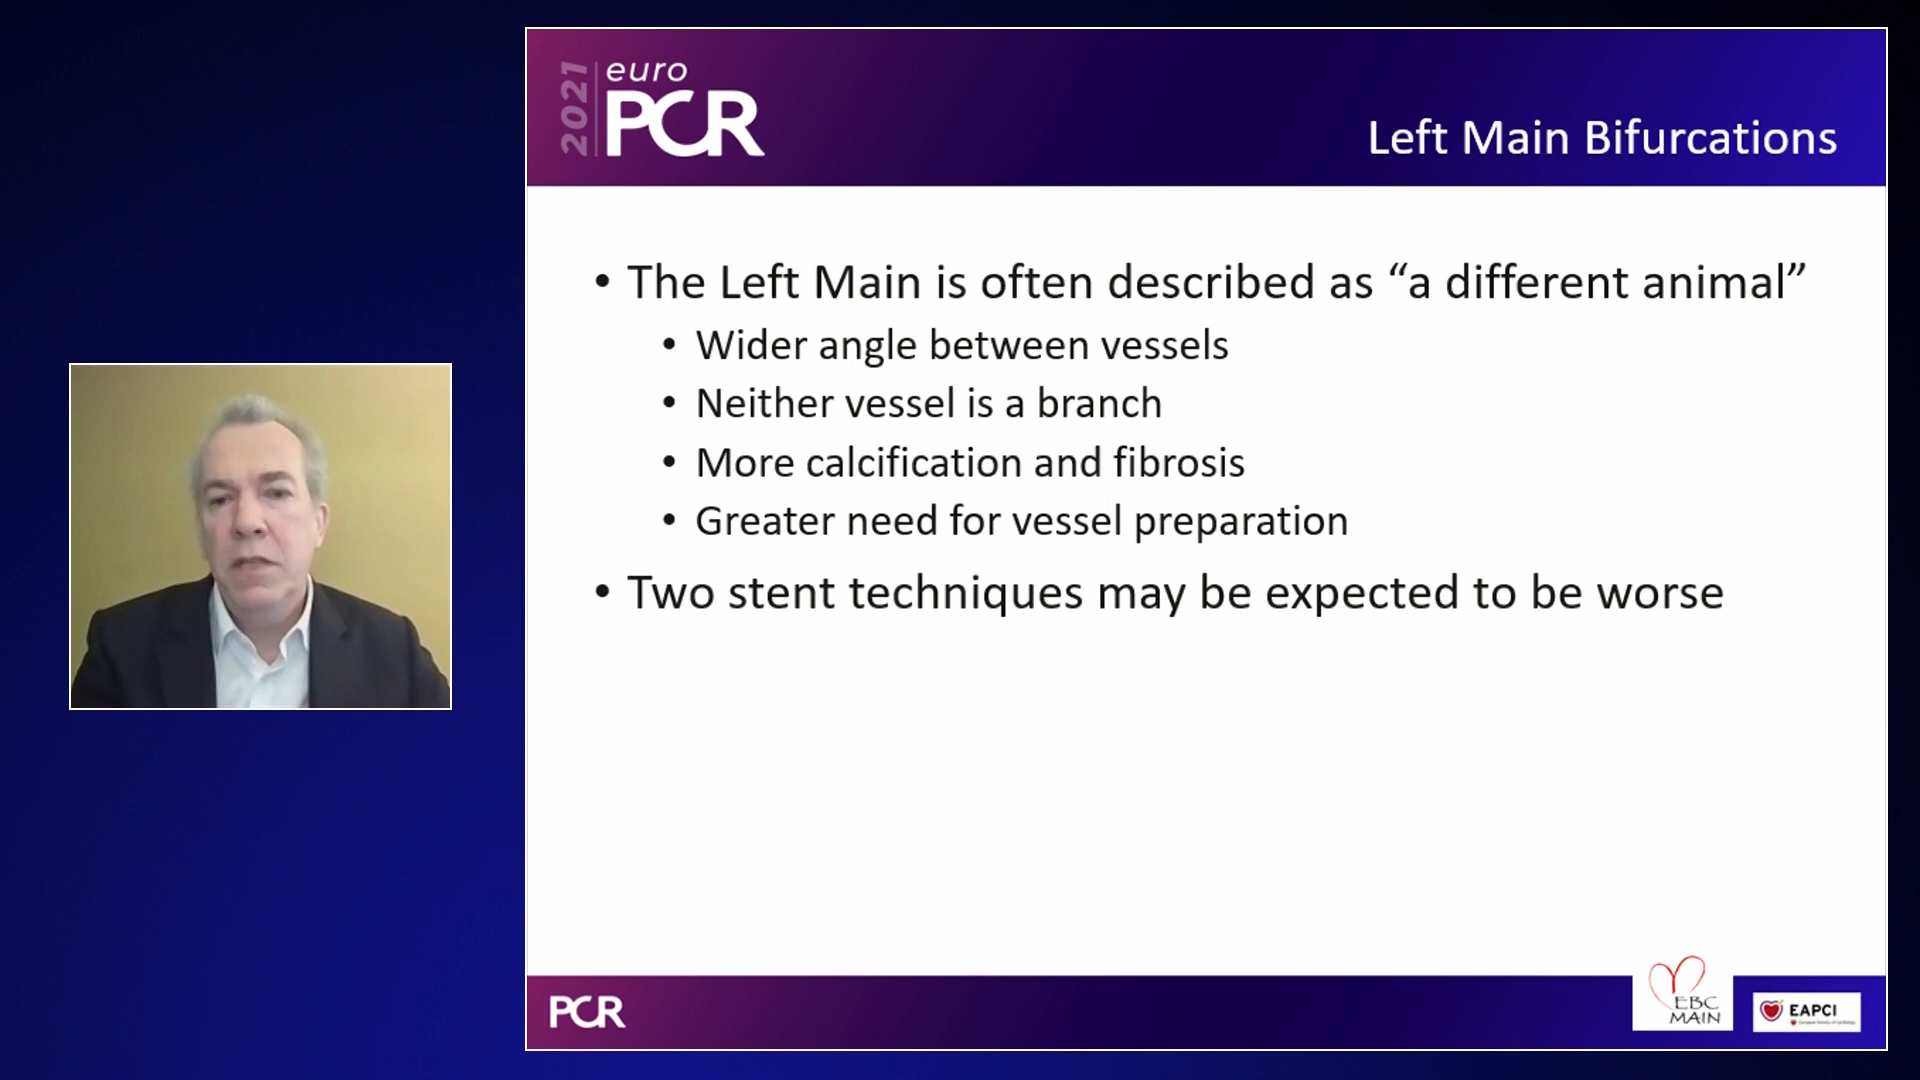 2021
euro
PCR
Left Main Bifurcations
• The Left Main is often described as “a different animal”
• Wider angle between vessels
• Neither vessel is a branch
• More calcification and fibrosis
• Greater need for vessel preparation
• Two stent techniques may be expected to be worse
PCR
EBC
MAIN
EAPCI